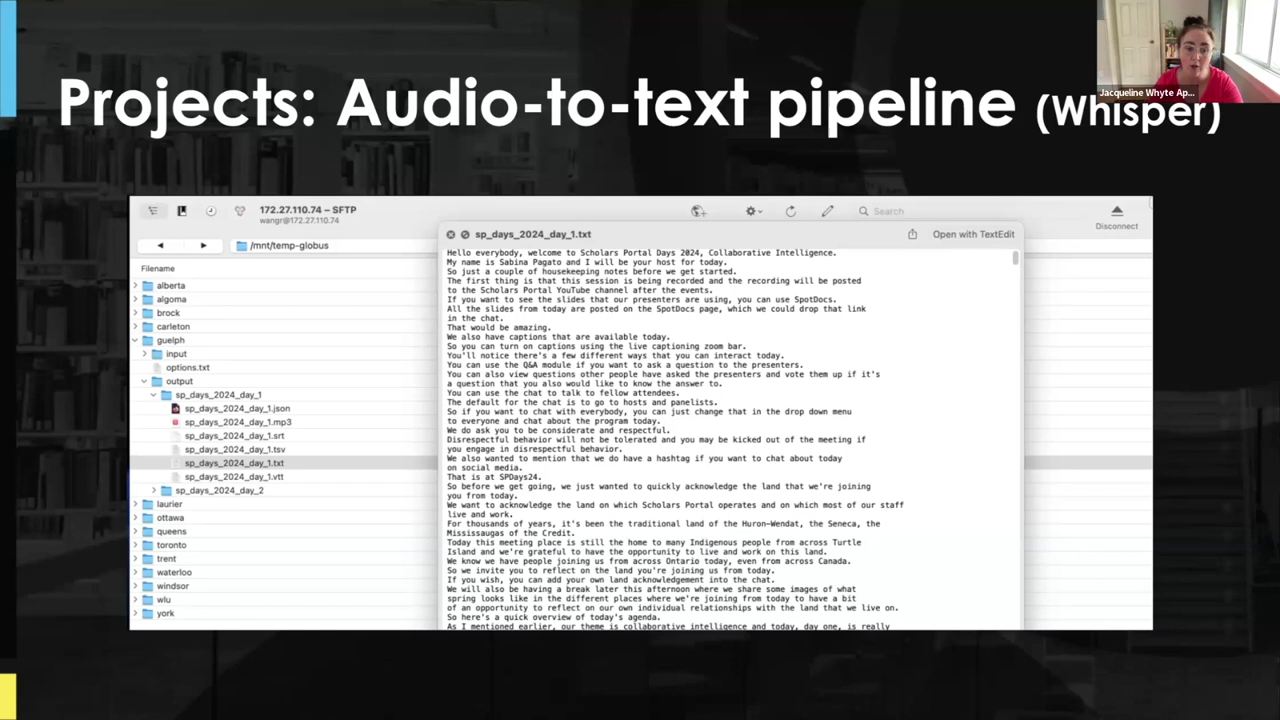 Projects: Audio-to-text pipeline (Whisper)
Jacqueline Whyte Ap...
172.27.110.74 – SFTP
wangr@172.27.110.74
Search
Disconnect
/mnt/temp-globus
Filename
alberta
algoma
brock
carleton
guelph
input
options.txt
output
sp_days_2024_day_1
sp_days_2024_day_1.json
sp_days_2024_day_1.mp3
sp_days_2024_day_1.srt
sp_days_2024_day_1.tsv
sp_days_2024_day_1.txt
sp_days_2024_day_1.vtt
sp_days_2024_day_2
laurier
ottawa
queens
toronto
trent
waterloo
windsor
wlu
york
sp_days_2024_day_1.txt
Open with TextEdit
Hello everybody, welcome to Scholars Portal Days 2024, Collaborative Intelligence.
My name is Sabina Pagato and I will be your host for today.
So just a couple of housekeeping notes before we get started.
The first thing is that this session is being recorded and the recording will be posted
to the Scholars Portal YouTube channel after the events.
If you want to see the slides that our presenters are using, you can use SpotDocs.
All the slides from today are posted on the SpotDocs page, which we could drop that link
in the chat.
That would be amazing.
We also have captions that are available today.
So you can turn on captions using the live captioning zoom bar.
You'll notice there's a few different ways that you can interact today.
You can use the Q&A module if you want to ask a question to the presenters.
You can also view questions other people have asked the presenters and vote them up if it's
a question that you also would like to know the answer to.
You can use the chat to talk to fellow attendees.
The default for the chat is to go to hosts and panelists.
So if you want to chat with everybody, you can just change that in the drop down menu
to everyone and chat about the program today.
We do ask you to be considerate and respectful.
Disrespectful behavior will not be tolerated and you may be kicked out of the meeting if
you engage in disrespectful behavior.
We also wanted to mention that we do have a hashtag if you want to chat about today
on social media.
That is at SPDays24.
So before we get going, we just wanted to quickly acknowledge the land that we're joining
you from today.
We want to acknowledge the land on which Scholars Portal operates and on which most of our staff
live and work.
For thousands of years, it's been the traditional land of the Huron-Wendat, the Seneca, the
Mississaugas of the Credit.
Today this meeting place is still the home to many Indigenous people from across Turtle
Island and we're grateful to have the opportunity to live and work on this land.
We know we have people joining us from across Ontario today, even from across Canada.
So we invite you to reflect on the land you're joining us from today.
If you wish, you can add your own land acknowledgement into the chat.
We will also be having a break later this afternoon where we share some images of what
spring looks like in the different places where we're joining from today to have a bit
of an opportunity to reflect on our own individual relationships with the land that we live on.
So here's a quick overview of today's agenda.
As I mentioned earlier, our theme is collaborative intelligence and today, day one, is really